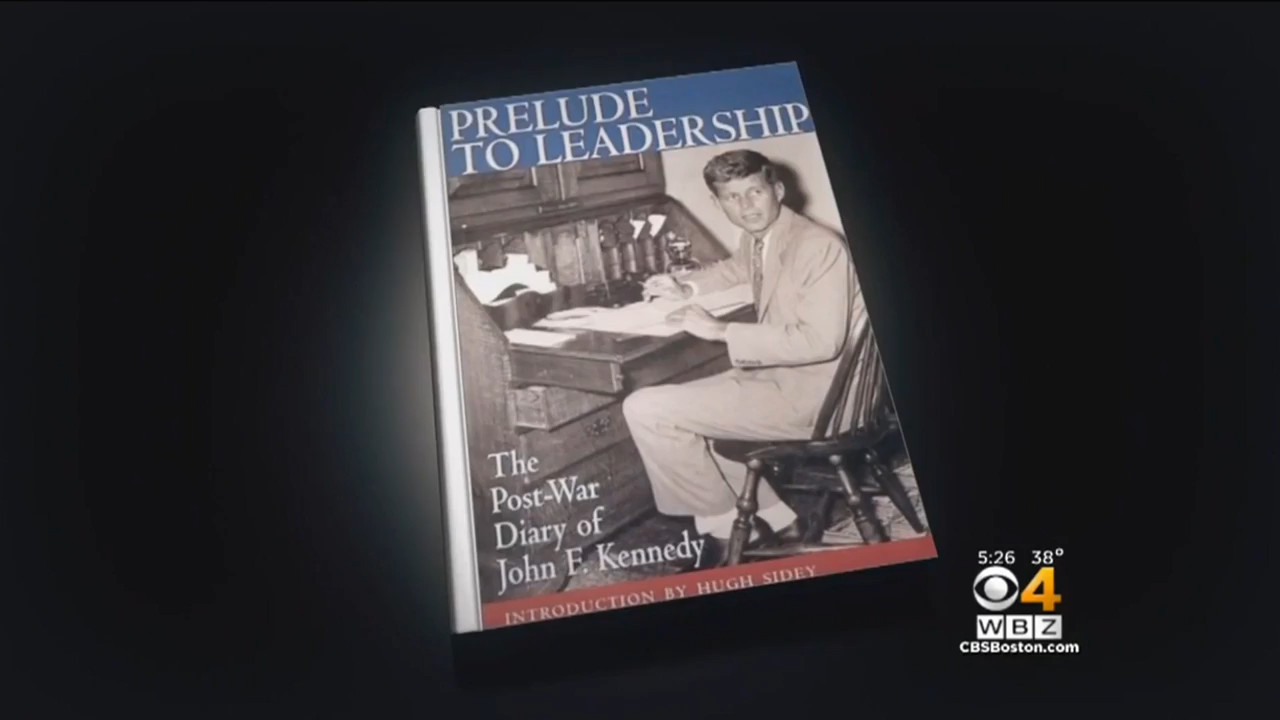 PRELUDE
TO LEADERSHIP
The
Post-War
Diary of
John F. Kennedy
INTRODUCTION BY HUGH SIDEY
5:26 38°
4
WBZ
CBSBoston.com